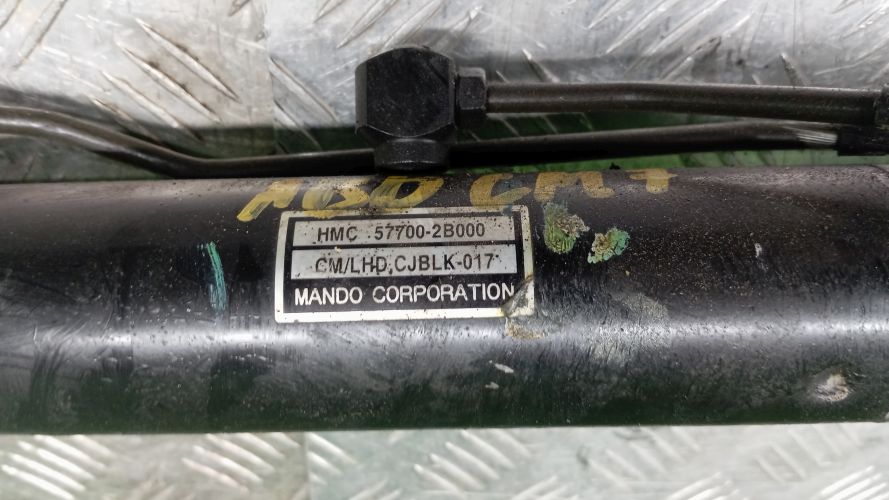 HMC 57700-2B000
CM/LHD,CJBLK-017
MANDO CORPORATION